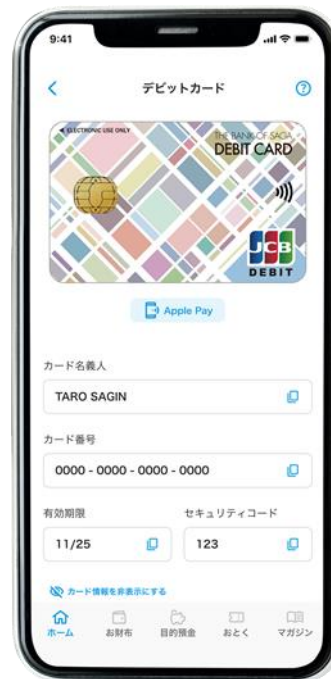 9:41
デビットカード
ELECTRONIC USE ONLY
THE BANK OF SAGA
DEBIT CARD
JCB
DEBIT
Apple Pay
カード名義人
TARO SAGIN
カード番号
0000 - 0000 - 0000 - 0000
有効期限 セキュリティコード
11/25 123
カード情報を非表示にする
ホーム お財布 目的預金 おとく マガジン